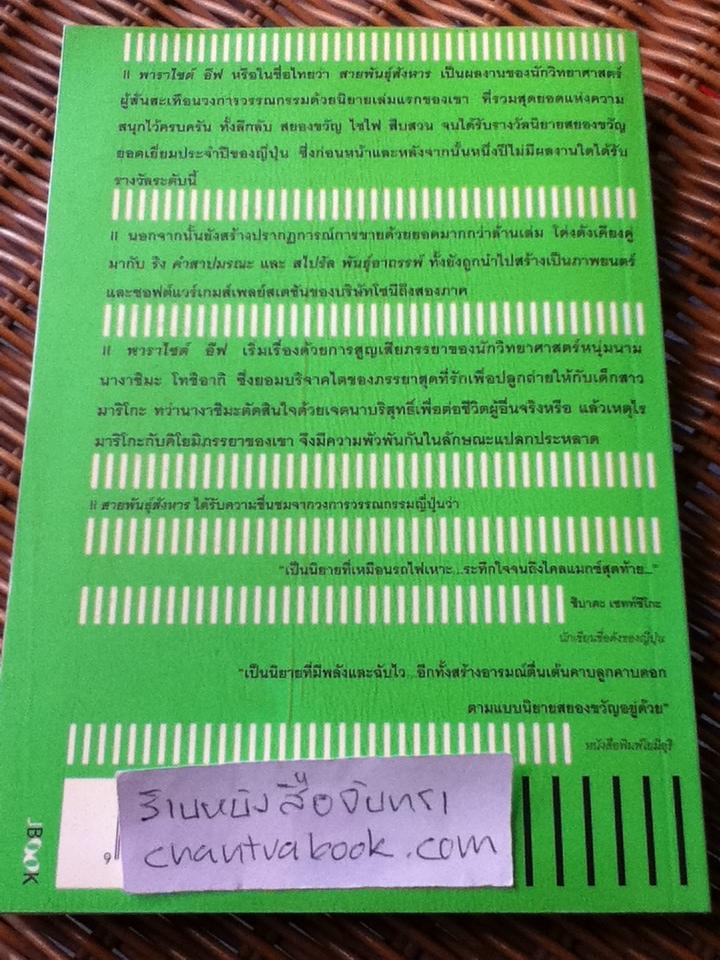 || พาราไซต์ อีฟ หรือในชื่อไทยว่า สายพันธุ์สังหาร เป็นผลงานของนักวิทยาศาสตร์
ผู้สั่นสะเทือนวงการวรรณกรรมด้วยนิยายเล่มแรกของเขา ที่รวมสุดยอดแห่งความ
สนุกไว้ครบครัน ทั้งลึกลับ สยองขวัญ ไซไฟ สืบสวน จนได้รับรางวัลนิยายสยองขวัญ
ยอดเยี่ยมประจำปีของญี่ปุ่น ซึ่งก่อนหน้าและหลังจากนั้นหนึ่งปีไม่มีผลงานใดได้รับ
รางวัลระดับนี้
|| นอกจากนั้นยังสร้างปรากฏการณ์การขายด้วยยอดมากกว่าล้านเล่ม โด่งดังเคียงคู่
มากับ ริง คำสาปมรณะ และ สไปรัล พันธุ์อาถรรพ์ ทั้งยังถูกนำไปสร้างเป็นภาพยนตร์
และซอฟต์แวร์เกมส์เพลย์สเตชันของบริษัทโซนีถึงสองภาค
|| พาราไซต์ อีฟ เริ่มเรื่องด้วยการสูญเสียภรรยาของนักวิทยาศาสตร์หนุ่มนาม
นางาชิมะ โทชิอากิ ซึ่งยอมบริจาคไตของภรรยาสุดที่รักเพื่อปลูกถ่ายให้กับเด็กสาว
มาริโกะ ทว่านางาชิมะตัดสินใจด้วยเจตนาบริสุทธิ์เพื่อต่อชีวิตผู้อื่นจริงหรือ แล้วเหตุไร
มาริโกะกับคิโยมิภรรยาของเขา จึงมีความพัวพันกันในลักษณะแปลกประหลาด
|| สายพันธุ์สังหาร ได้รับความชื่นชมจากวงการวรรณกรรมญี่ปุ่นว่า
"เป็นนิยายที่เหมือนรถไฟเหาะ...ระทึกใจจนถึงไคลแมกซ์สุดท้าย..."
ชิบาตะ เซทท์ชิโกะ
นักเขียนชื่อดังของญี่ปุ่น
"เป็นนิยายที่มีพลังและฉับไว...อีกทั้งสร้างอารมณ์ตื่นเต้นคาบลูกคาบดอก
ตามแบบนิยายสยองขวัญอยู่ด้วย"
หนังสือพิมพ์โยมิอุริ
ร้านหนังสือจันทรา
chantrabook.com
JBOOK